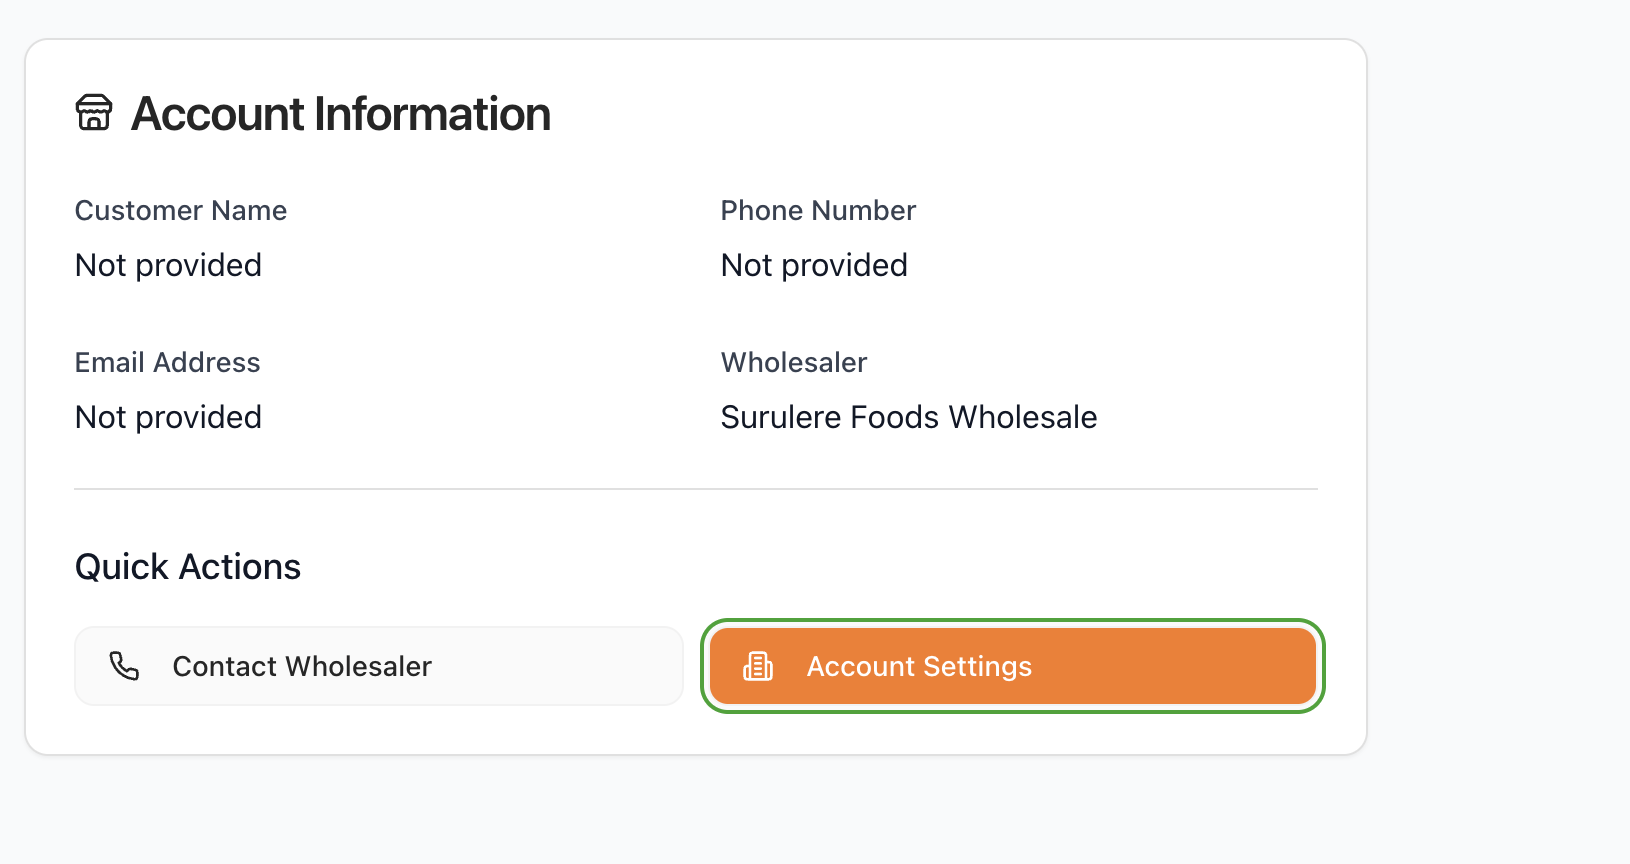 Account Information
Customer Name
Not provided
Phone Number
Not provided
Email Address
Not provided
Wholesaler
Surulere Foods Wholesale
Quick Actions
Contact Wholesaler
Account Settings